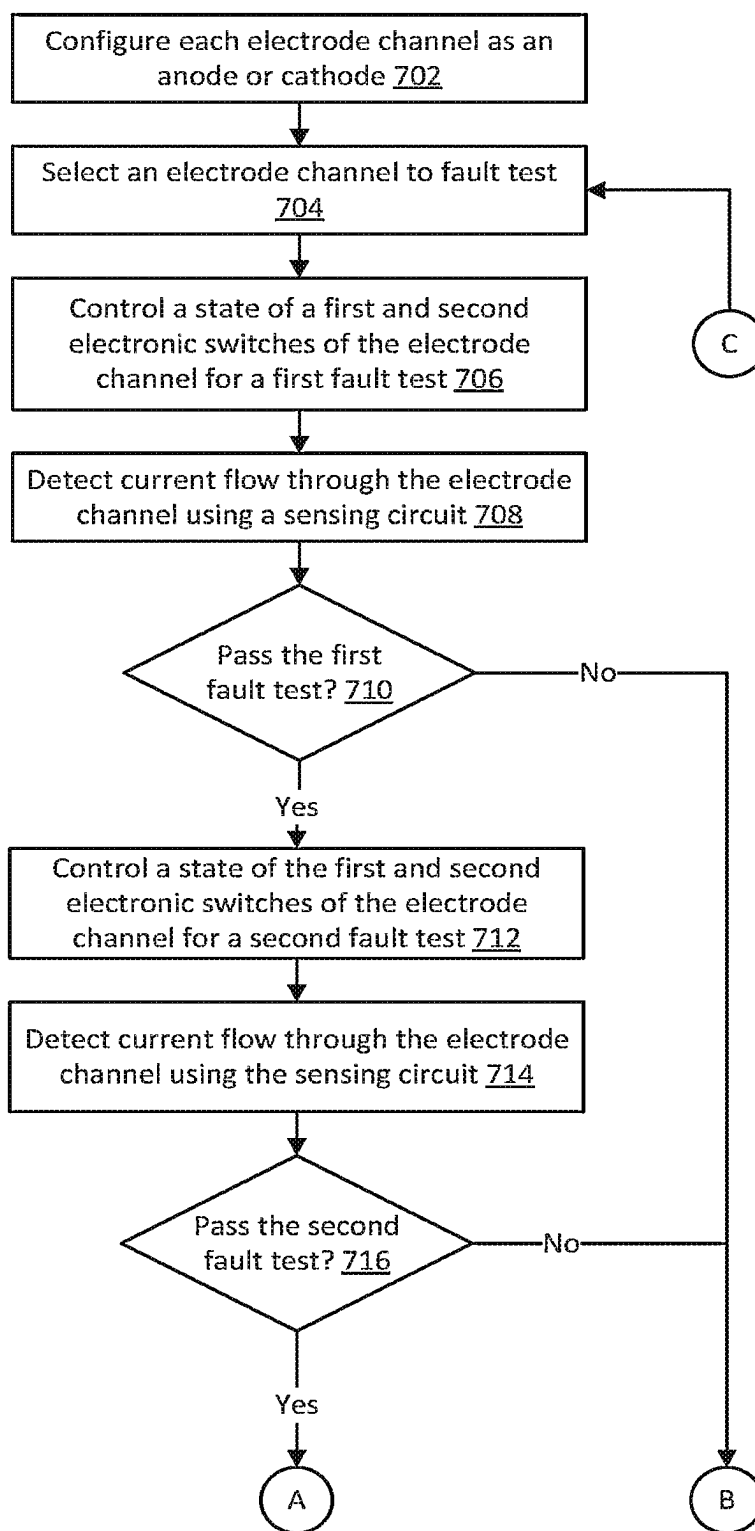 Configure each electrode channel as an
anode or cathode 702
Select an electrode channel to fault test
704
Control a state of a first and second
electronic switches of the electrode
channel for a first fault test 706
C
Detect current flow through the electrode
channel using a sensing circuit 708
Pass the first
fault test? 710
No
Yes
Control a state of the first and second
electronic switches of the electrode
channel for a second fault test 712
Detect current flow through the electrode
channel using the sensing circuit 714
Pass the second
fault test? 716
No
Yes
A
B